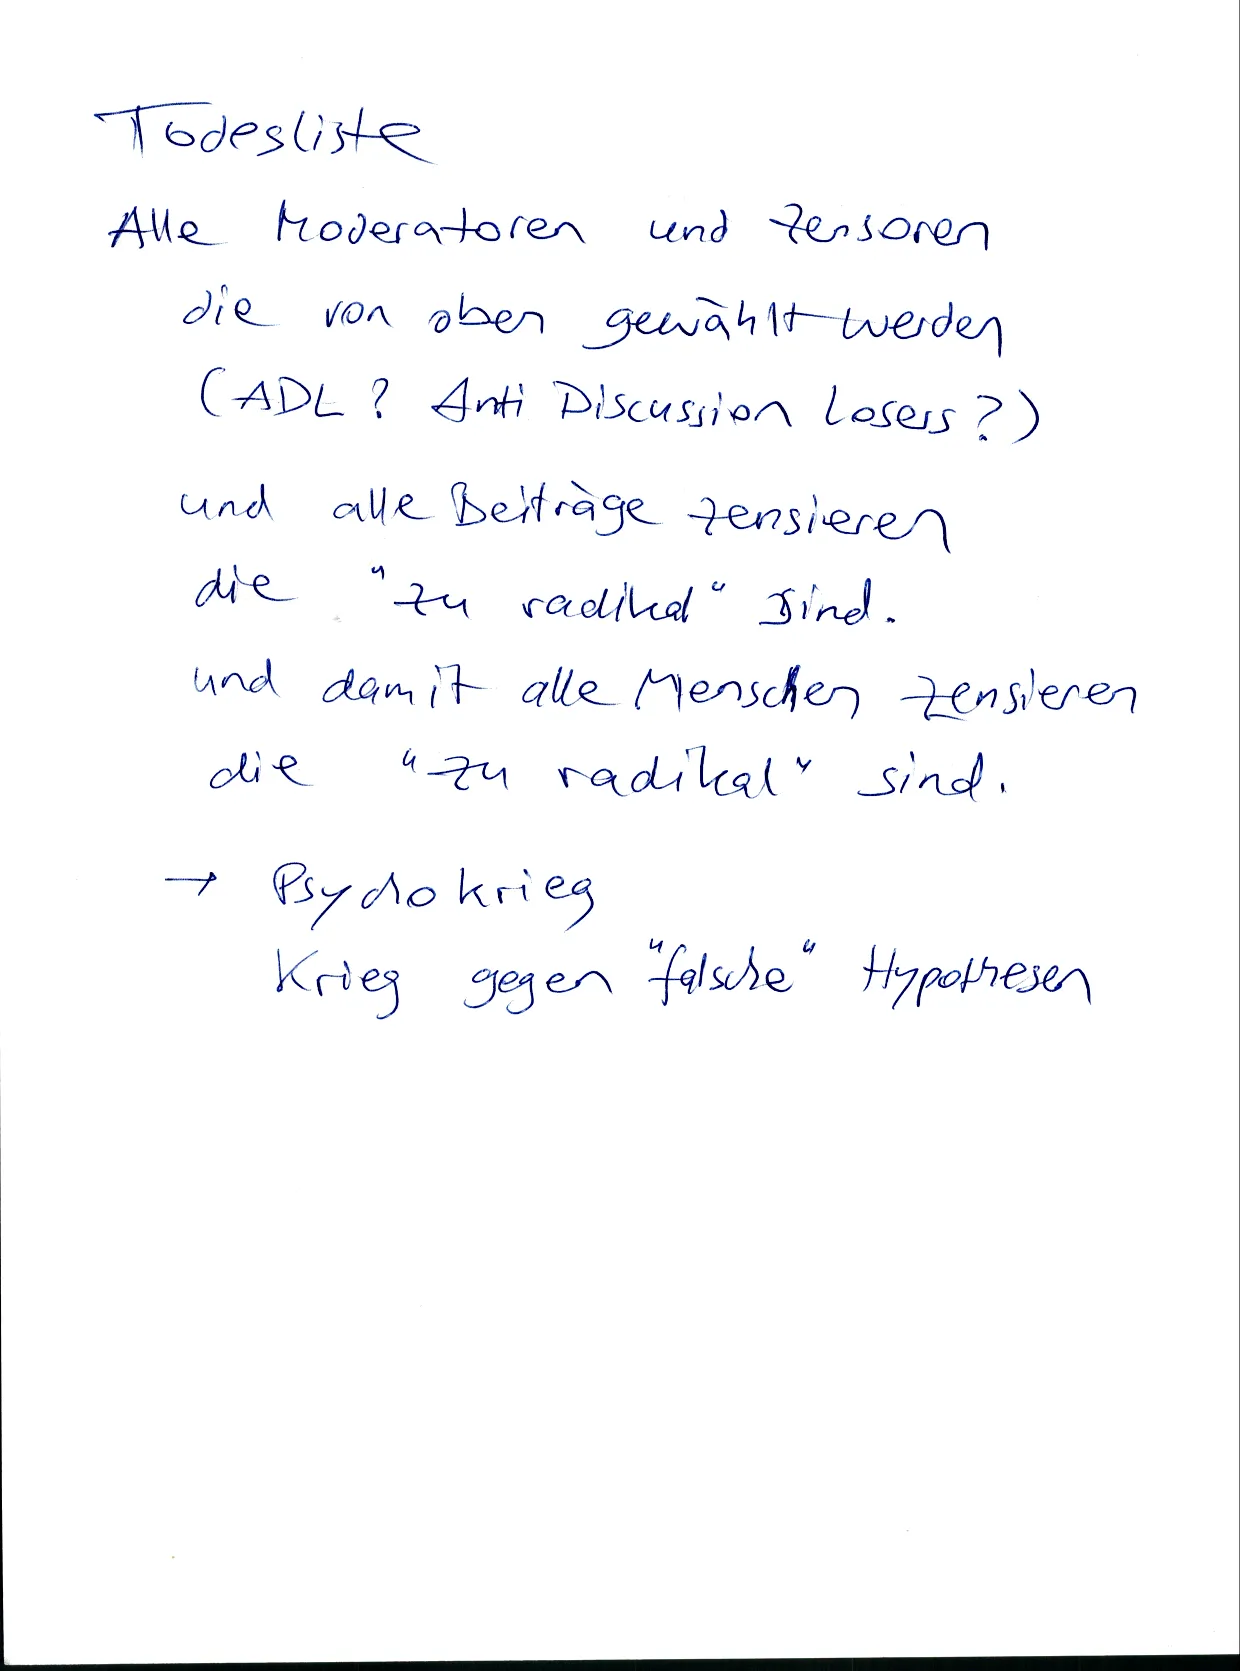 Todesliste
Alle Moderatoren und Zensoren
die von oben gewählt werden
(ADL? Anti Discussion Losers?)
und alle Beiträge zensieren
die "zu radikal" sind.
und damit alle Menschen zensieren
die "zu radikal" sind.
→ Psychokrieg
Krieg gegen "falsche" Hypothesen